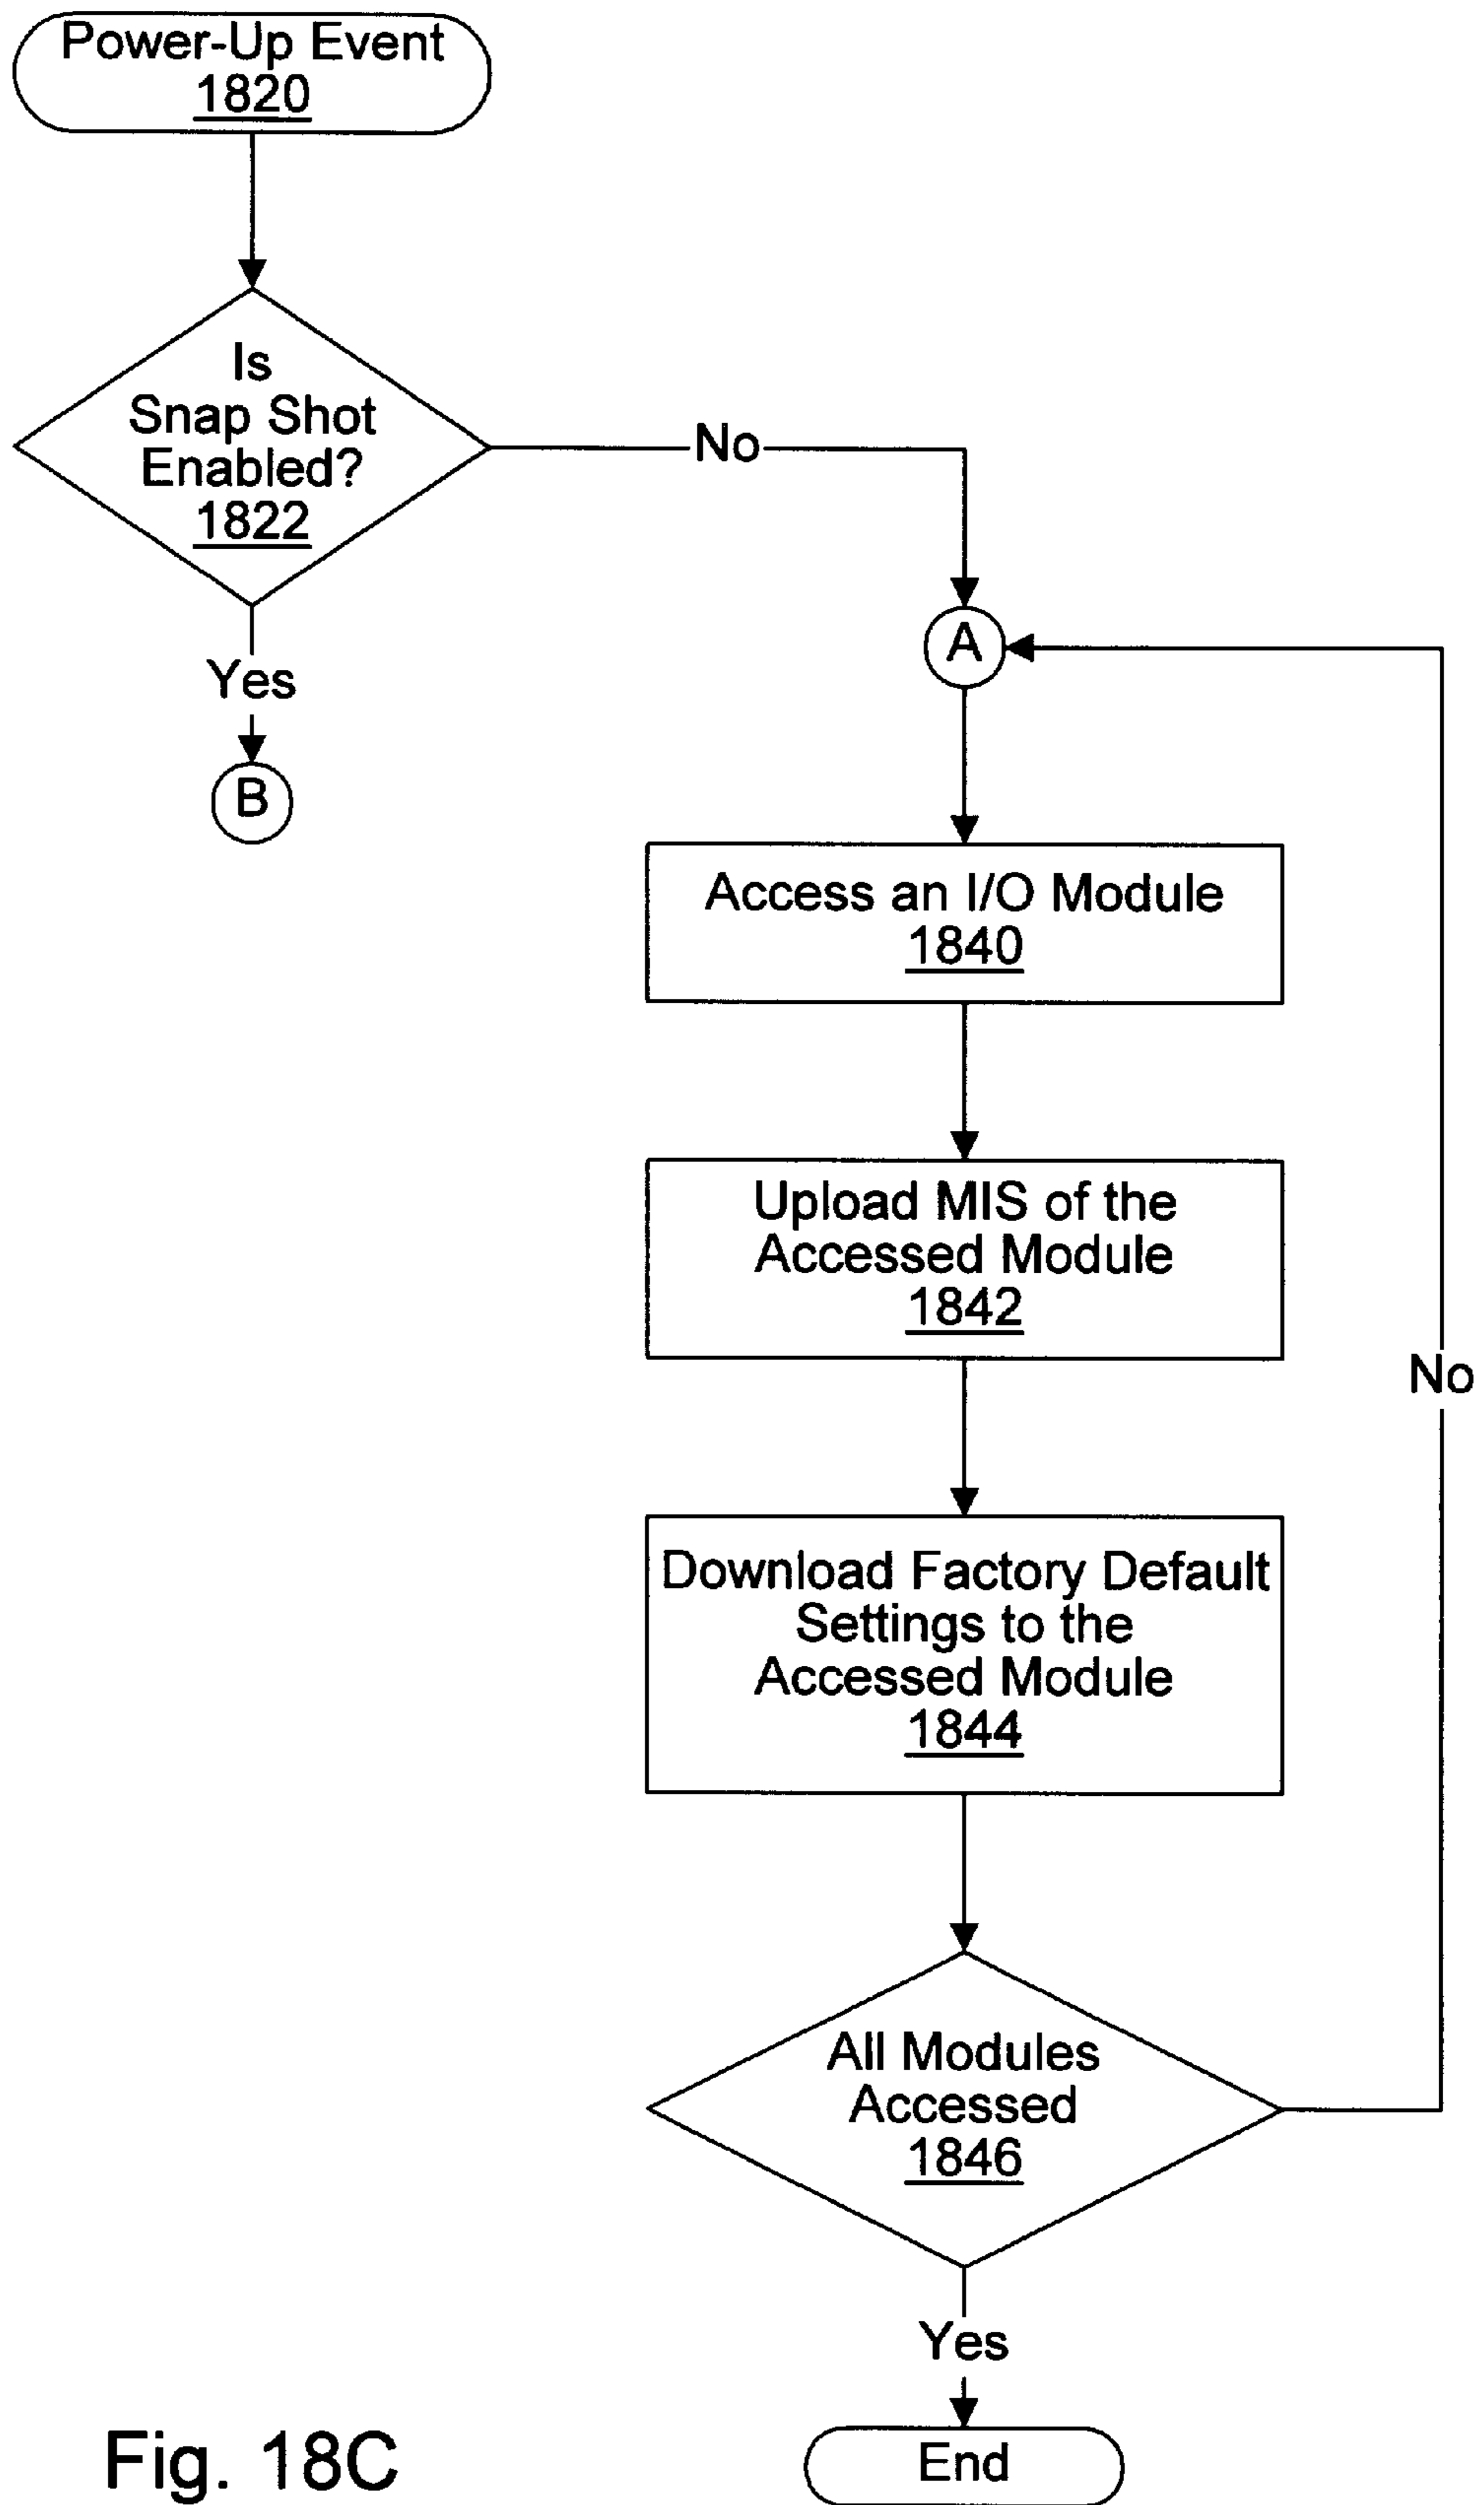 Power-Up Event
1820
Is
Snap Shot
Enabled?
1822
No
Yes
A
B
Access an I/O Module
1840
Upload MIS of the
Accessed Module
1842
No
Download Factory Default
Settings to the
Accessed Module
1844
All Modules
Accessed
1846
Yes
End
Fig. 18C